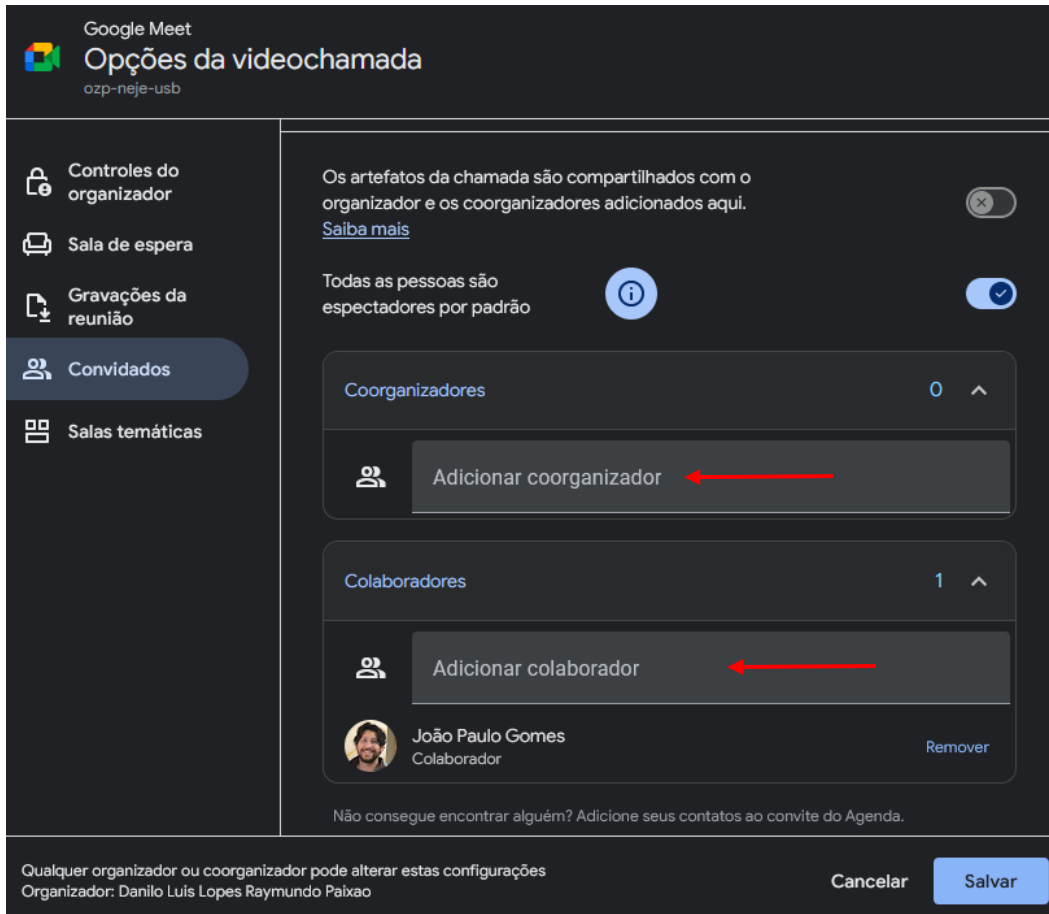 Google Meet
Opções da videochamada
ozp-neje-usb
Controles do
organizador
Sala de espera
Gravações da
reunião
Convidados
Salas temáticas
Os artefatos da chamada são compartilhados com o
organizador e os coorganizadores adicionados aqui.
Saiba mais
Todas as pessoas são
espectadores por padrão
Coorganizadores 0
Adicionar coorganizador
Colaboradores 1
Adicionar colaborador
João Paulo Gomes
Colaborador
Remover
Não consegue encontrar alguém? Adicione seus contatos ao convite do Agenda.
Qualquer organizador ou coorganizador pode alterar estas configurações
Organizador: Danilo Luis Lopes Raymundo Paixao
Cancelar
Salvar